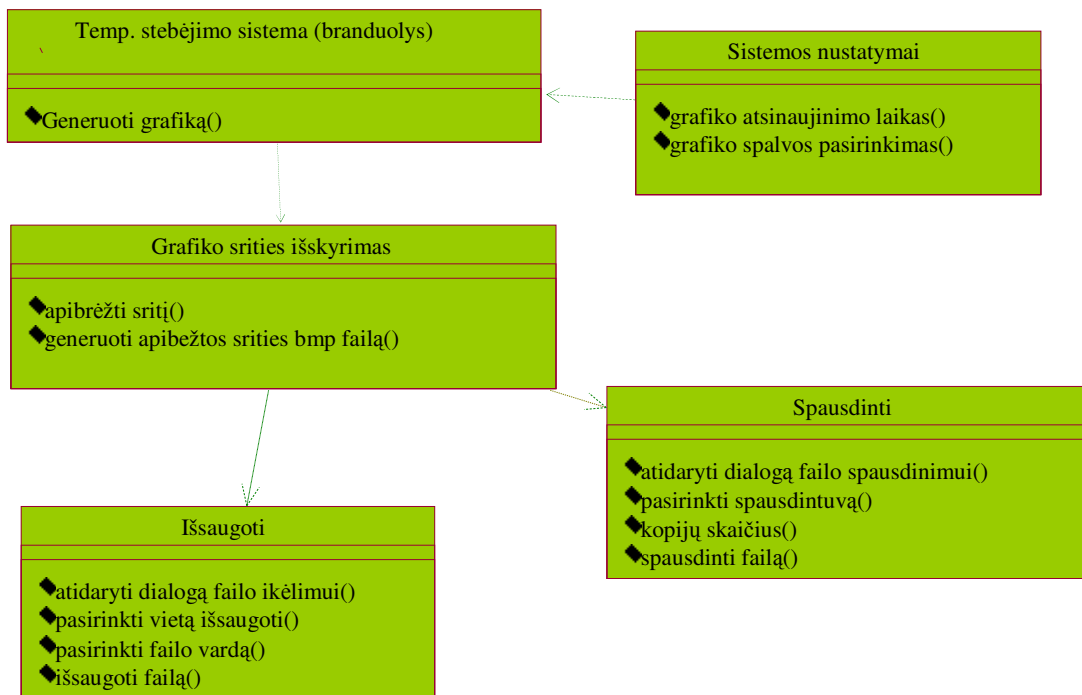 Temp. stebėjimo sistema (branduolys)
Generuoti grafiką()
Sistemos nustatymai
grafiko atsinaujinimo laikas()
grafiko spalvos pasirinkimas()
Grafiko srities išskyrimas
apibrėžti sritį()
generuoti apibežtos srities bmp failą()
Spausdinti
atidaryti dialogą failo spausdinimui()
pasirinkti spausdintuvą()
kopijų skaičius()
spausdinti failą()
Išsaugoti
atidaryti dialogą failo ikėlimui()
pasirinkti vietą išsaugoti()
pasirinkti failo vardą()
išsaugoti failą()